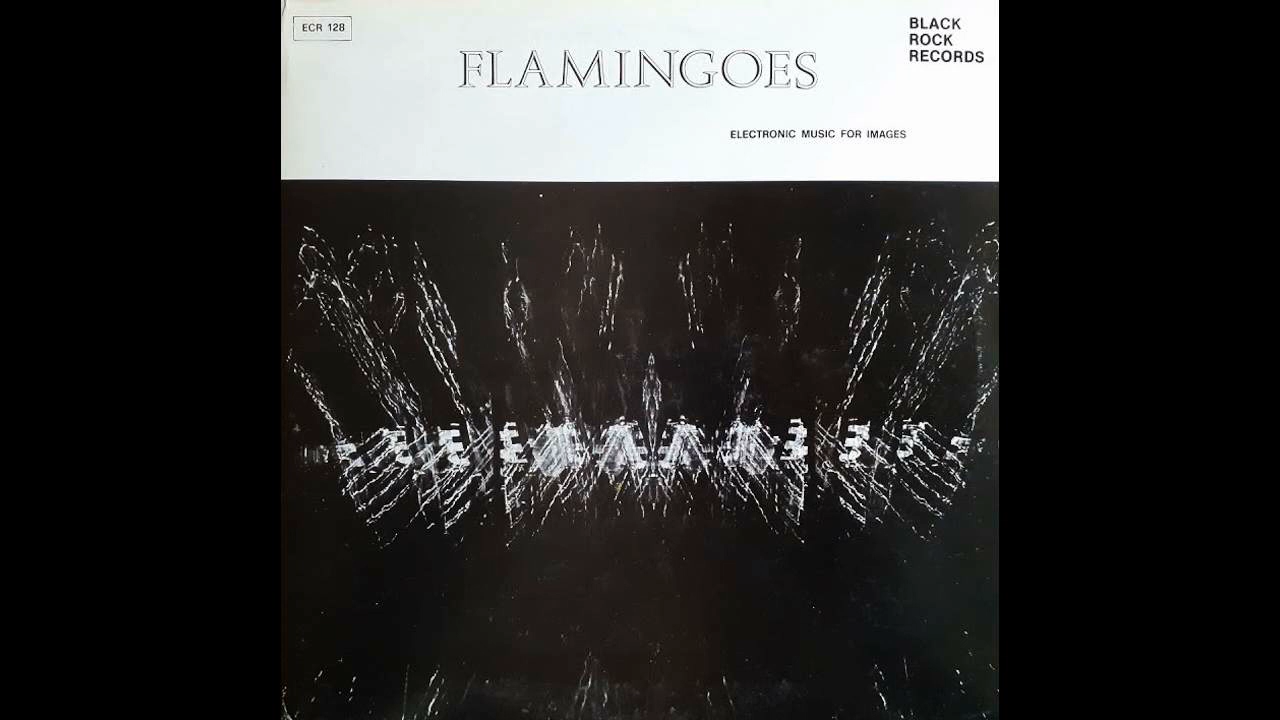 ECR 128
FLAMINGOES
BLACK
ROCK
RECORDS
ELECTRONIC MUSIC FOR IMAGES